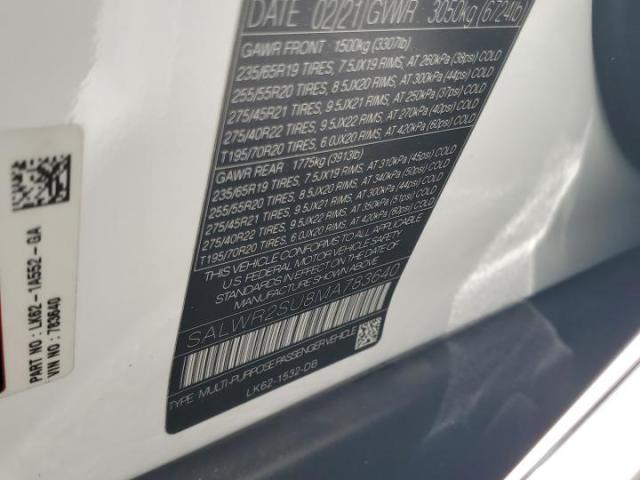 DATE 02/21 GVWR 3050kg (6724lb)
GAWR FRONT 1500kg (3307lb)
235/65R19 TIRES, 7.5JX19 RIMS, AT 260kPa (38psi) COLD
255/55R20 TIRES, 8.5JX20 RIMS, AT 300kPa (44psi) COLD
275/45R21 TIRES, 9.5JX21 RIMS, AT 250kPa (37psi) COLD
275/40R22 TIRES, 9.5JX22 RIMS, AT 270kPa (40psi) COLD
T195/70R20 TIRES, 6.0JX20 RIMS, AT 420kPa (60psi) COLD
GAWR REAR 1775kg (3913lb)
235/65R19 TIRES, 7.5JX19 RIMS, AT 310kPa (45psi) COLD
255/55R20 TIRES, 8.5JX20 RIMS, AT 340kPa (50psi) COLD
275/45R21 TIRES, 9.5JX21 RIMS, AT 300kPa (44psi) COLD
275/40R22 TIRES, 9.5JX22 RIMS, AT 350kPa (51psi) COLD
T195/70R20 TIRES, 6.0JX20 RIMS, AT 420kPa (60psi) COLD
THIS VEHICLE CONFORMS TO ALL APPLICABLE
U.S. FEDERAL MOTOR VEHICLE SAFETY
STANDARDS IN EFFECT ON THE DATE OF
MANUFACTURE SHOWN ABOVE.
SALWR2SU8MA783640
TYPE: MULTI-PURPOSE PASSENGER VEHICLE
LK62-1532-DB
PART NO.: LK62-1A552-GA
VIN NO: 783640